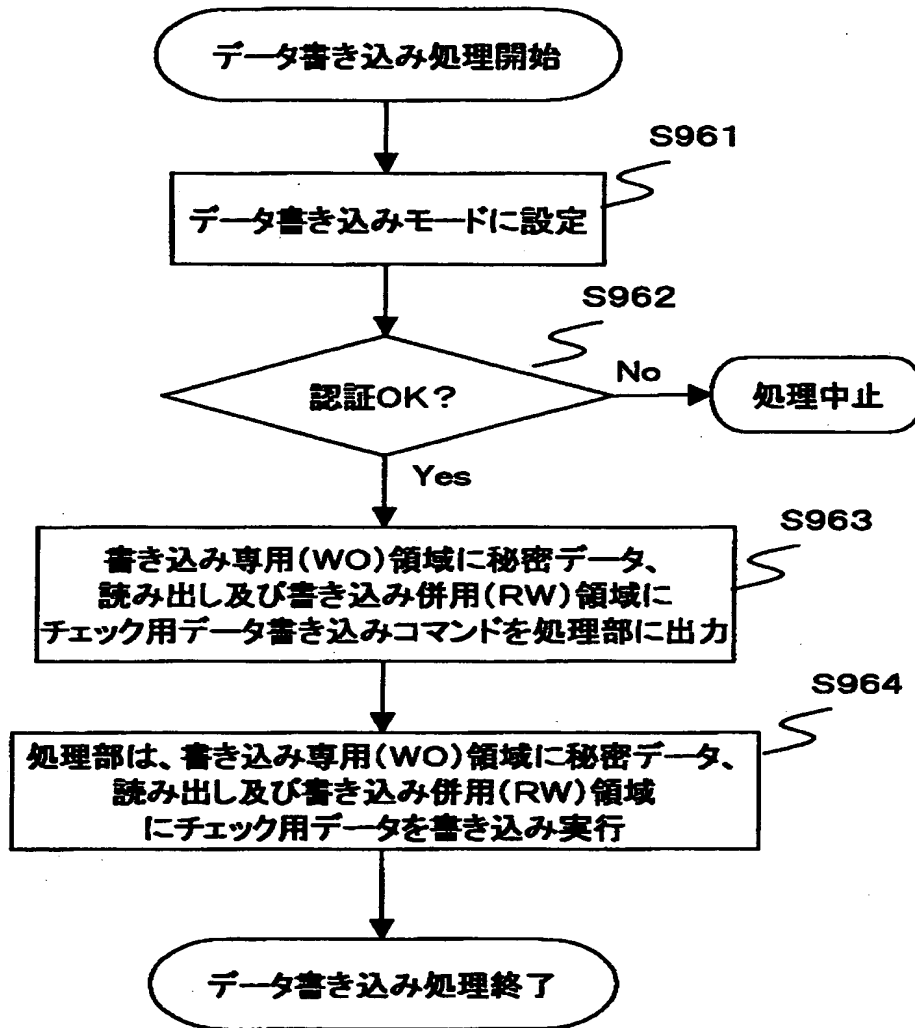 データ書き込み処理開始
S961
データ書き込みモードに設定
S962
認証OK?
No
処理中止
Yes
S963
書き込み専用(WO)領域に秘密データ、
読み出し及び書き込み併用(RW)領域に
チェック用データ書き込みコマンドを処理部に出力
S964
処理部は、書き込み専用(WO)領域に秘密データ、
読み出し及び書き込み併用(RW)領域
にチェック用データを書き込み実行
データ書き込み処理終了